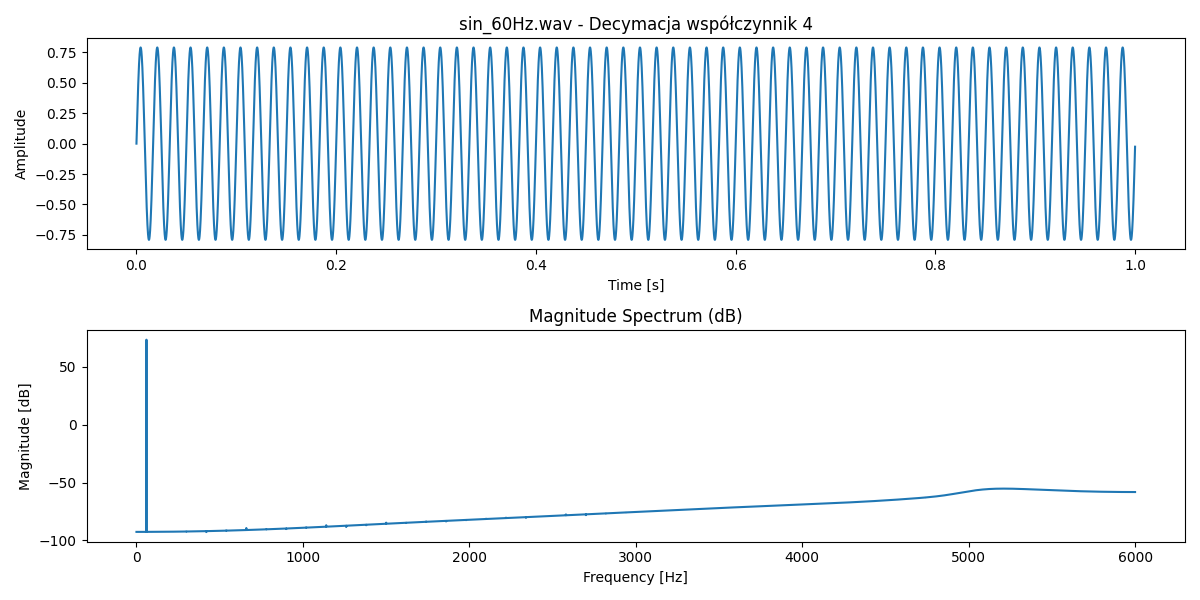 sin_60Hz.wav - Decymacja współczynnik 4
0.75
0.50
0.25
0.00
−0.25
−0.50
−0.75
Amplitude
0.0 0.2 0.4 0.6 0.8 1.0
Time [s]
Magnitude Spectrum (dB)
50
0
−50
−100
Magnitude [dB]
0 1000 2000 3000 4000 5000 6000
Frequency [Hz]